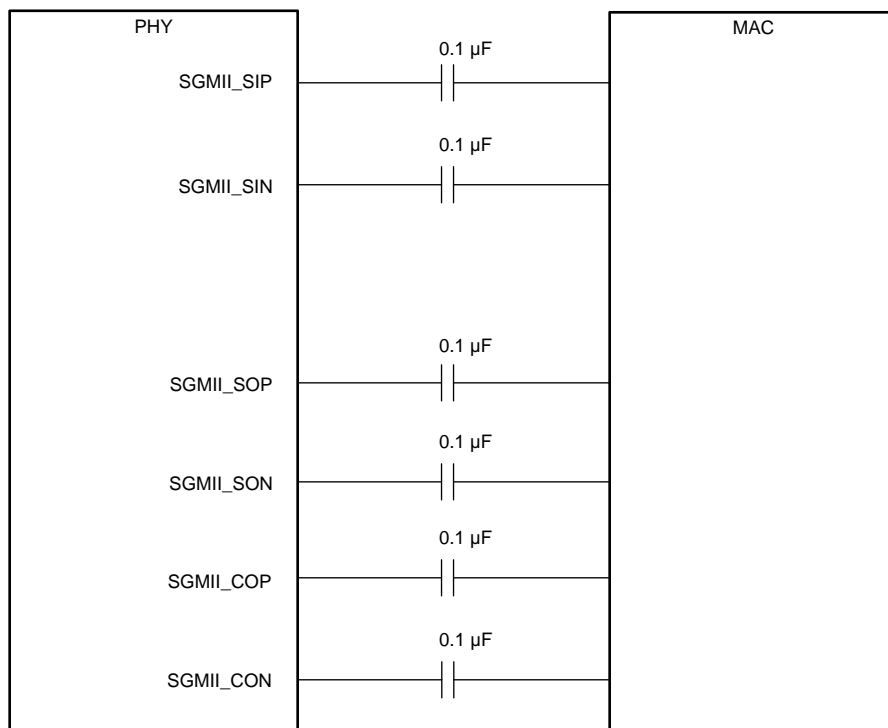 PHY
MAC
0.1 µF
SGMII_SIP
0.1 µF
SGMII_SIN
0.1 µF
SGMII_SOP
0.1 µF
SGMII_SON
0.1 µF
SGMII_COP
0.1 µF
SGMII_CON